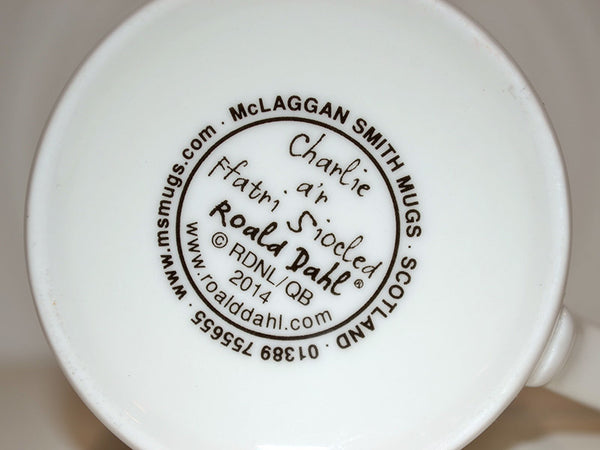 McLAGGAN SMITH MUGS · SCOTLAND · 01389 755655 · www.msmugs.com ·
Charlie
a'r
Ffatri Siocled
Roald Dahl®
© RDNL/QB
2014
www.roalddahl.com